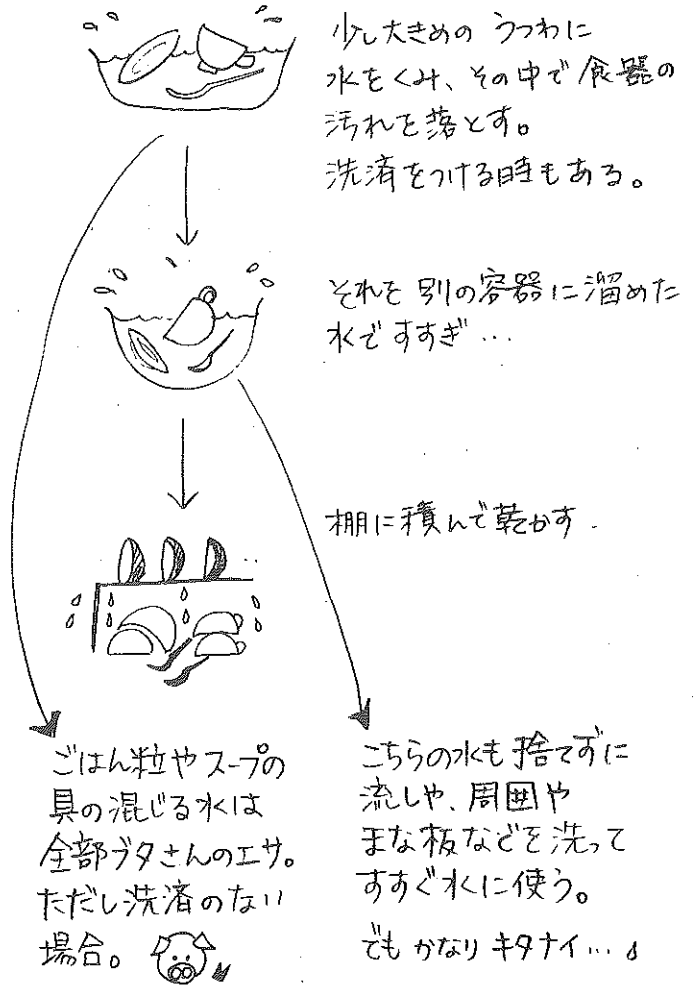 少し大きめの うつわに
水をくみ、その中で食器の
汚れを落とす。
洗済をつける時もある。
それを別の容器に溜めた
水ですすぎ…
棚に積んで乾かす.
ごはん粒やスープの
具の混じる水は
全部ブタさんのエサ。
ただし洗済のない
場合。
こちらの水も捨てずに
流しや、周囲や
まな板などを洗って
すすぐ水に使う。
でも かなり キタナイ…